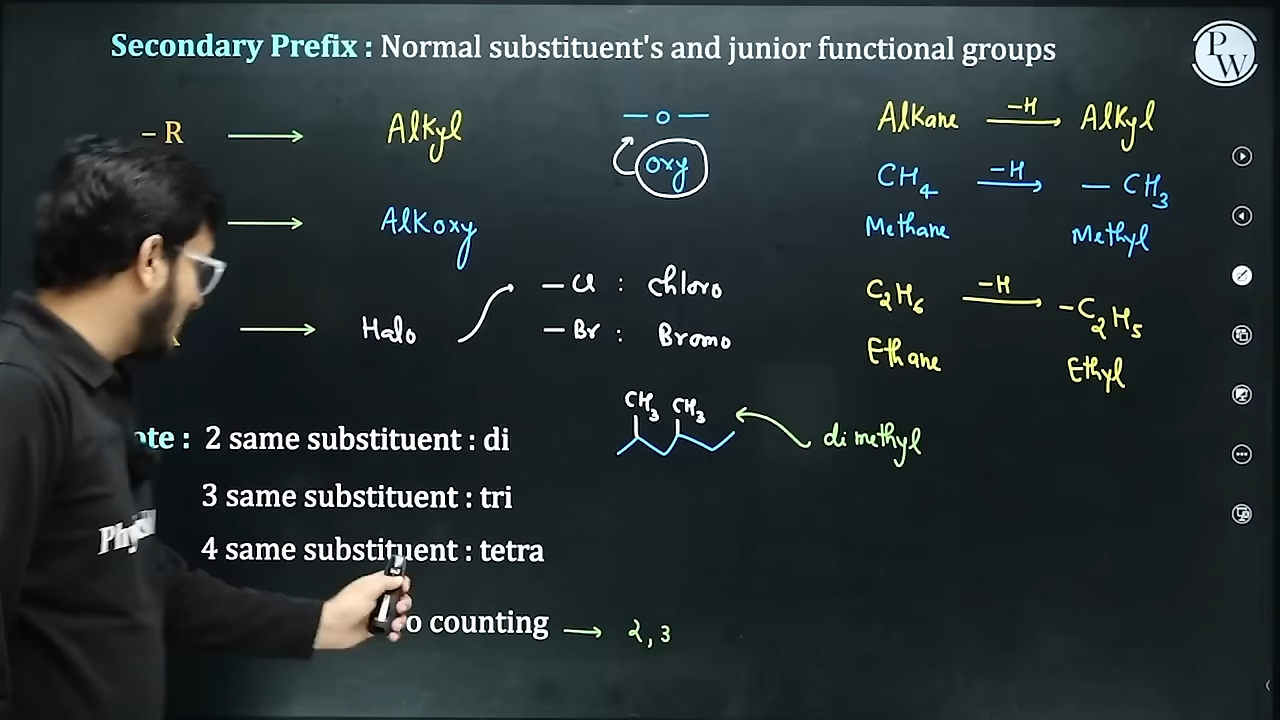 Secondary Prefix : Normal substituent's and junior functional groups
PW
– R → Alkyl
— O —
oxy
Alkane –H→ Alkyl
CH4 –H→ — CH3
Methane Methyl
→ Alkoxy
→ Halo
— Cl : chloro
— Br : Bromo
C2H6 –H→ –C2H5
Ethane Ethyl
CH3 CH3
dimethyl
ote : 2 same substituent : di
3 same substituent : tri
4 same substituent : tetra
o counting → 2, 3